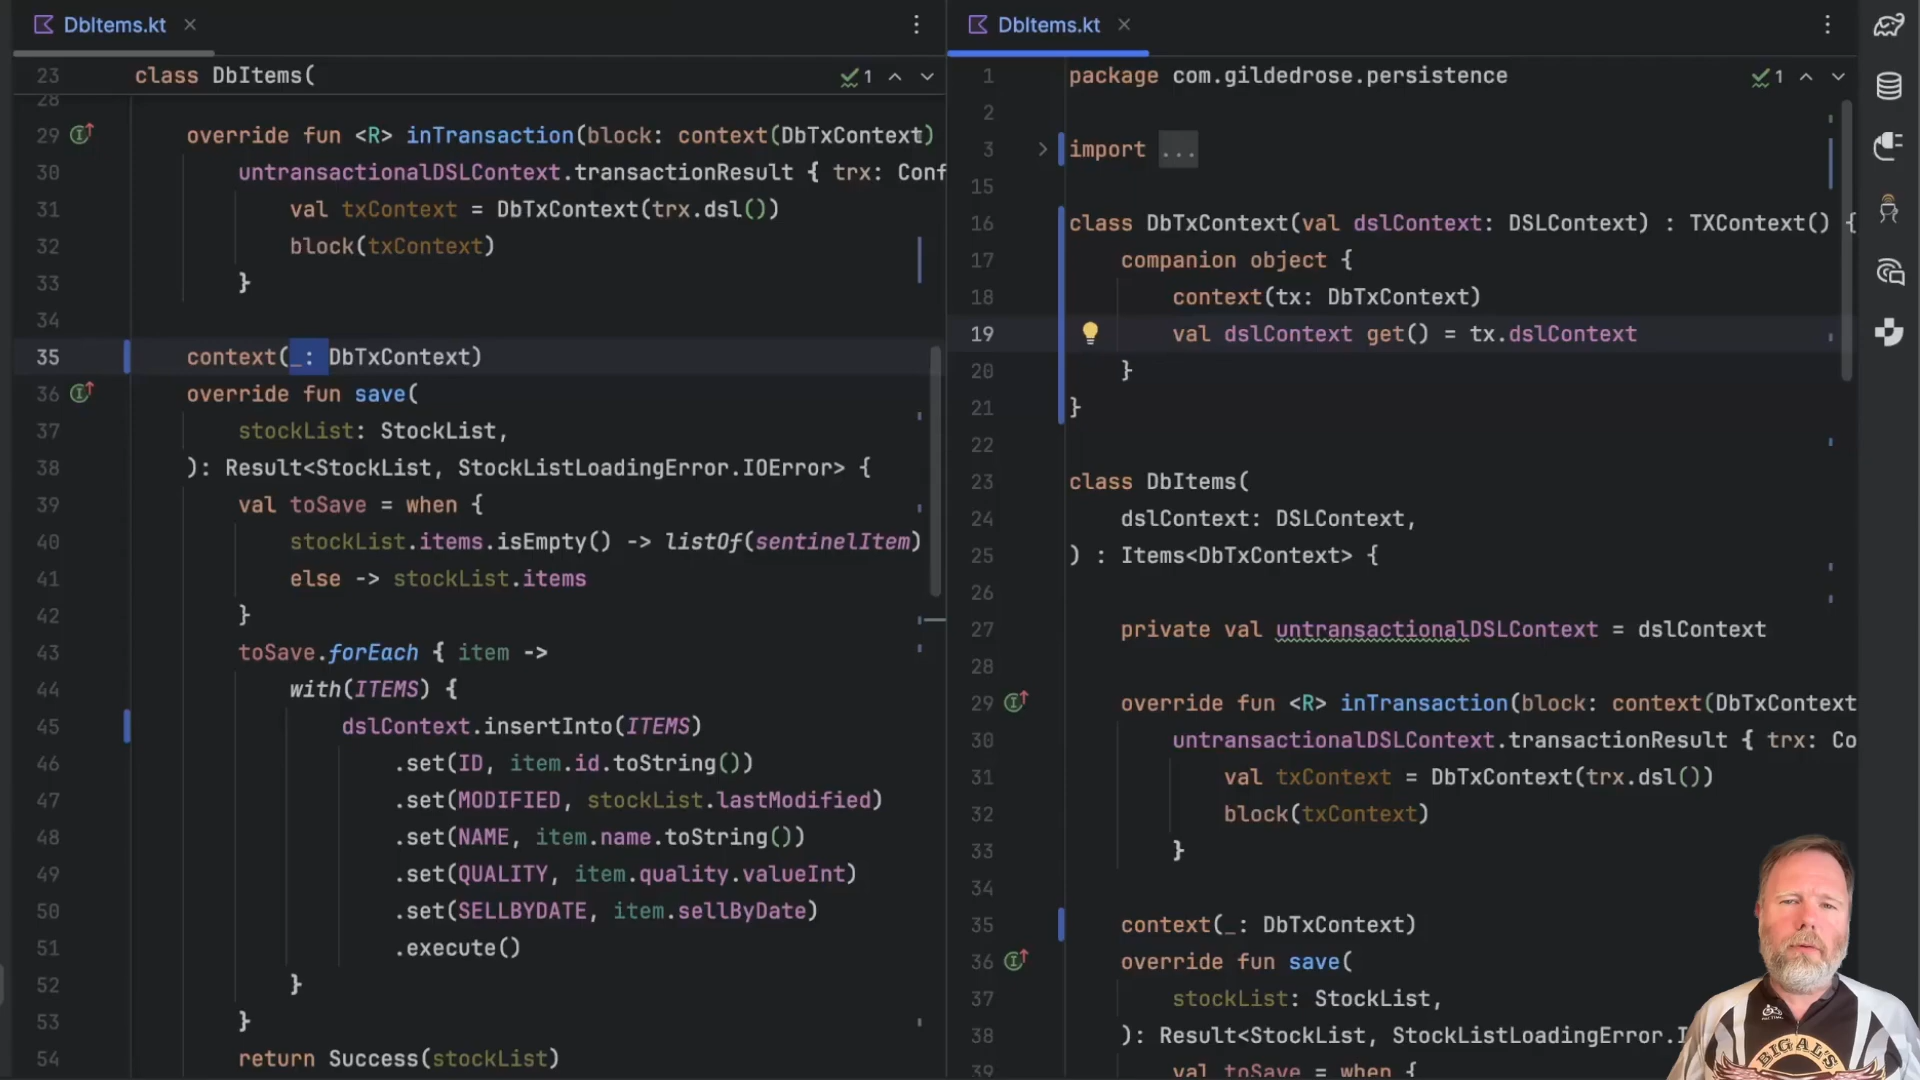 DbItems.kt
23 class DbItems(
1
28
29 override fun <R> inTransaction(block: context(DbTxContext)
30 untransactionalDSLContext.transactionResult { trx: Conf
31 val txContext = DbTxContext(trx.dsl())
32 block(txContext)
33 }
34
35 context(_: DbTxContext)
36 override fun save(
37 stockList: StockList,
38 ): Result<StockList, StockListLoadingError.IOError> {
39 val toSave = when {
40 stockList.items.isEmpty() -> listOf(sentinelItem)
41 else -> stockList.items
42 }
43 toSave.forEach { item ->
44 with(ITEMS) {
45 dslContext.insertInto(ITEMS)
46 .set(ID, item.id.toString())
47 .set(MODIFIED, stockList.lastModified)
48 .set(NAME, item.name.toString())
49 .set(QUALITY, item.quality.valueInt)
50 .set(SELLBYDATE, item.sellByDate)
51 .execute()
52 }
53 }
54 return Success(stockList)
DbItems.kt
1 package com.gildedrose.persistence
1
2
3 import ...
15
16 class DbTxContext(val dslContext: DSLContext) : TXContext() {
17 companion object {
18 context(tx: DbTxContext)
19 val dslContext get() = tx.dslContext
20 }
21 }
22
23 class DbItems(
24 dslContext: DSLContext,
25 ) : Items<DbTxContext> {
26
27 private val untransactionalDSLContext = dslContext
28
29 override fun <R> inTransaction(block: context(DbTxContext
30 untransactionalDSLContext.transactionResult { trx: Co
31 val txContext = DbTxContext(trx.dsl())
32 block(txContext)
33 }
34
35 context(_: DbTxContext)
36 override fun save(
37 stockList: StockList,
38 ): Result<StockList, StockListLoadingError.I
39 val toSave = when {
BIGAL'S